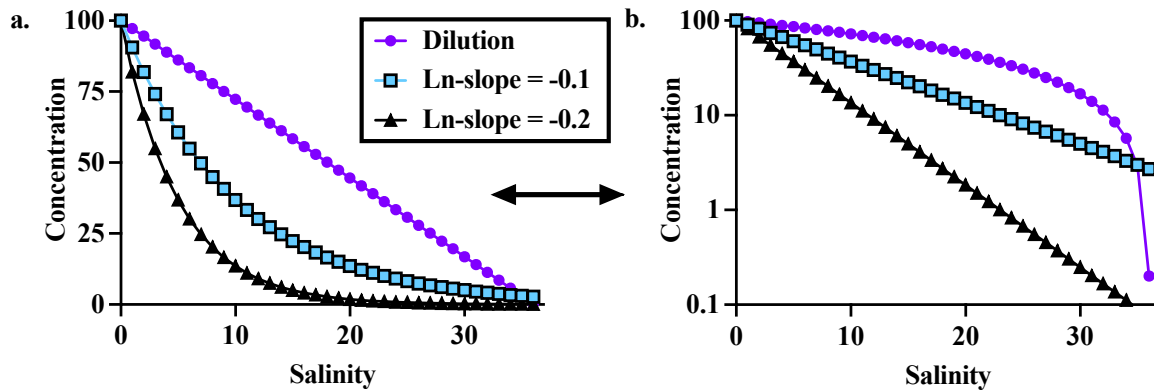 a.
100
75
50
25
0
Concentration
0 10 20 30
Salinity
Dilution
Ln-slope = -0.1
Ln-slope = -0.2
b.
100
10
1
0.1
Concentration
0 10 20 30
Salinity